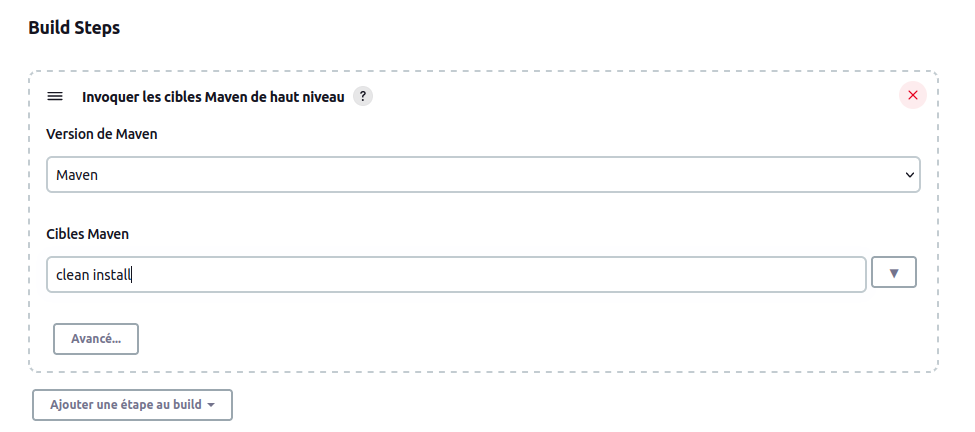 Build Steps
Invoquer les cibles Maven de haut niveau ?
Version de Maven
Maven
Cibles Maven
clean install
Avancé...
Ajouter une étape au build